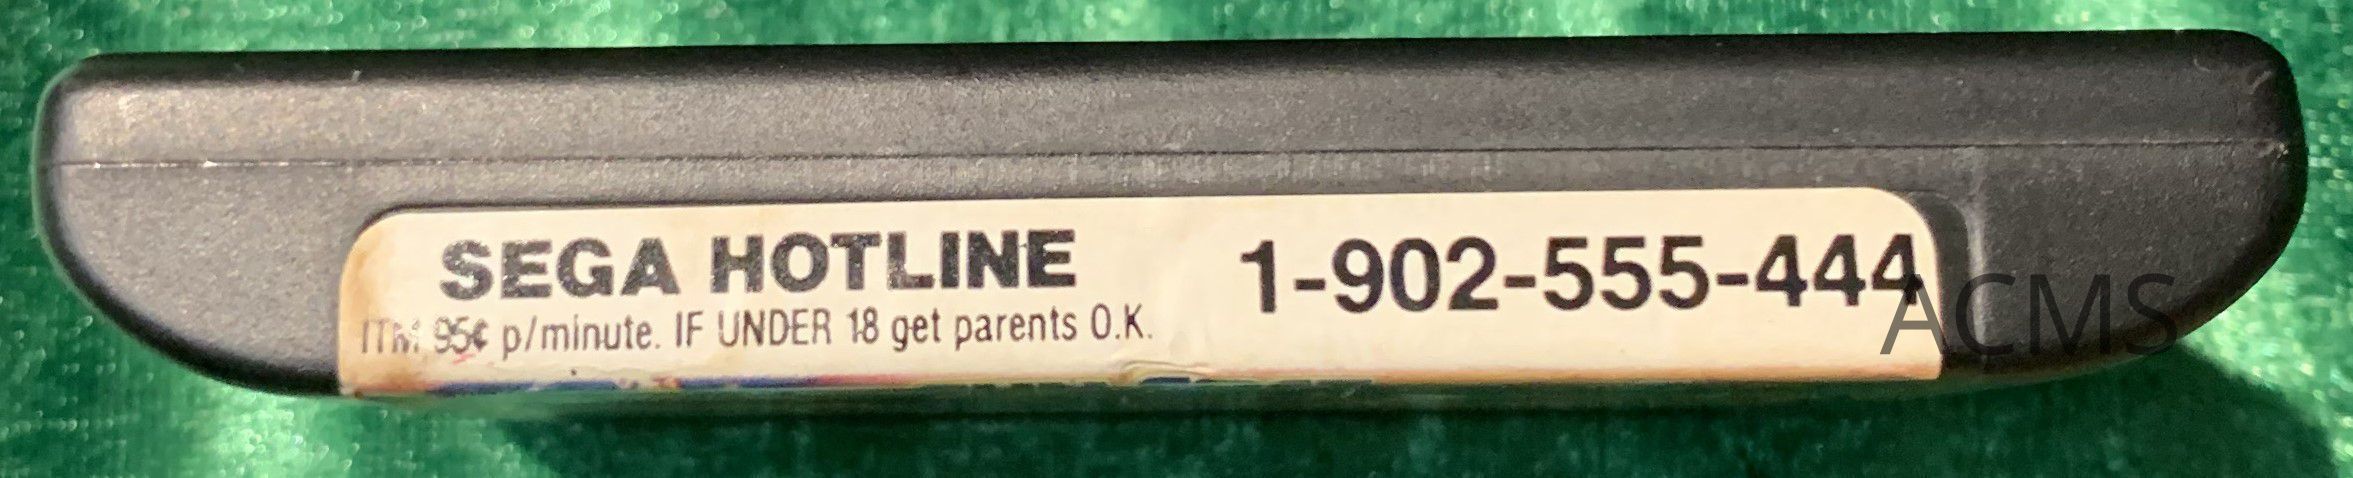 SEGA HOTLINE 1-902-555-444
ITM 95¢ p/minute. IF UNDER 18 get parents O.K.
ACMS